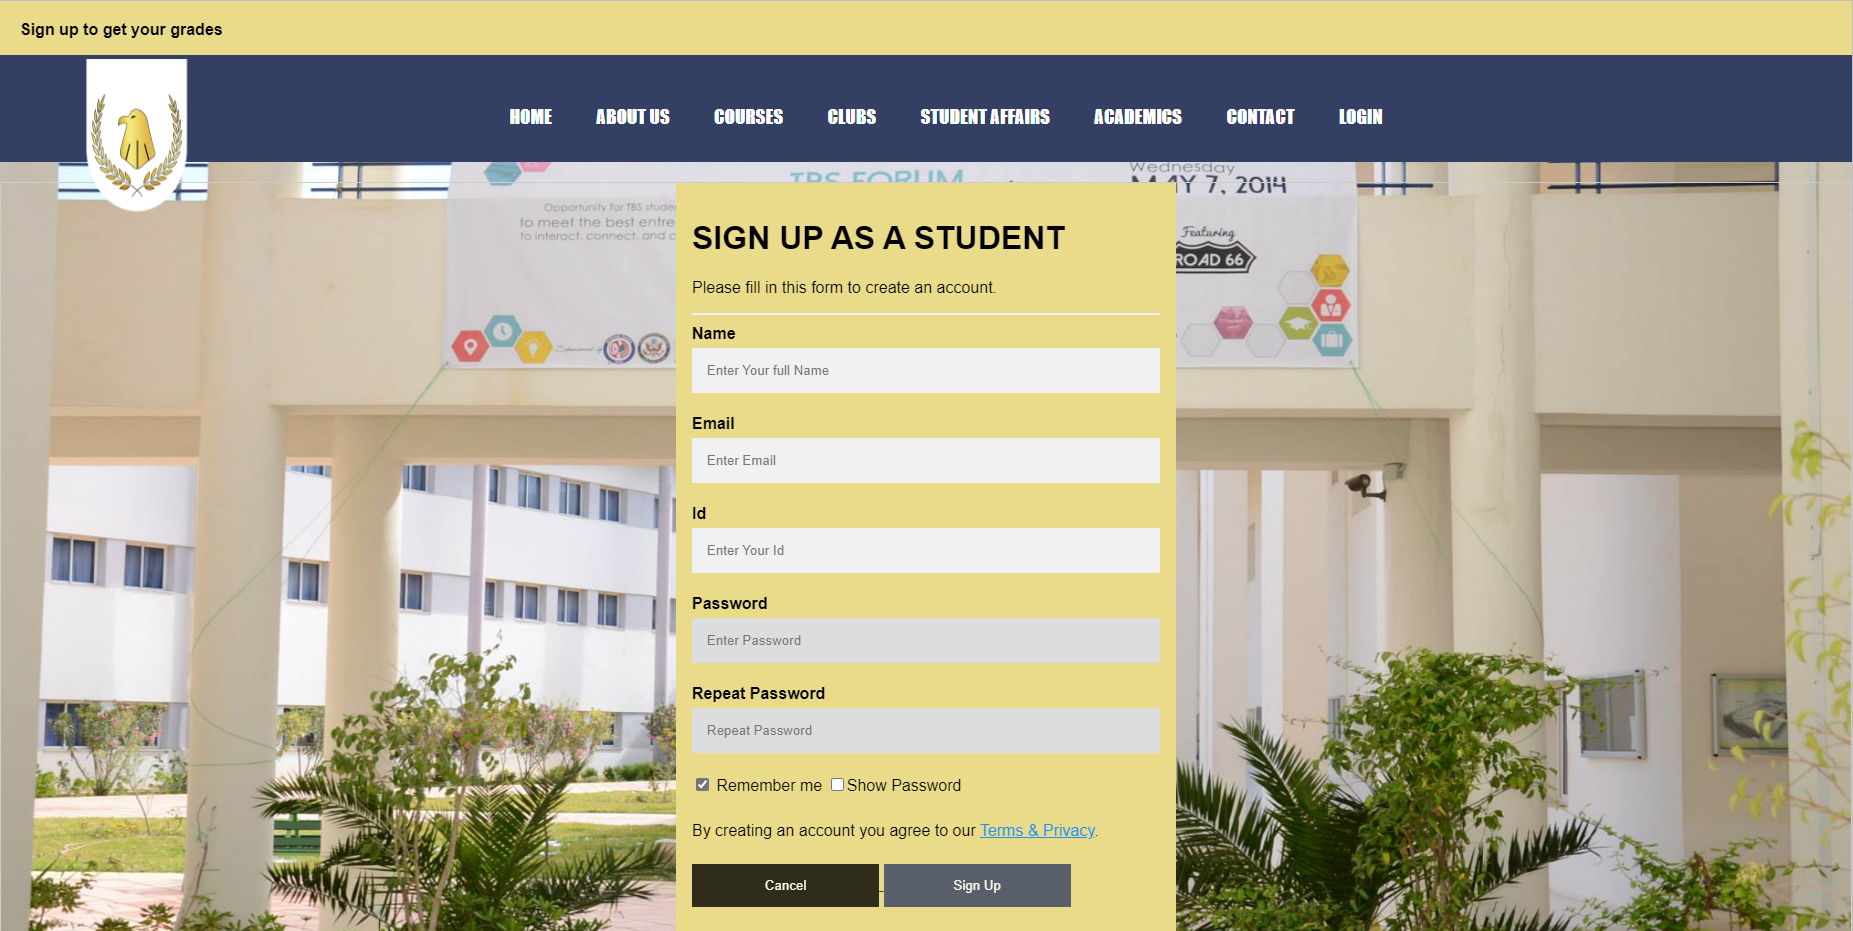 Sign up to get your grades
HOME ABOUT US COURSES CLUBS STUDENT AFFAIRS ACADEMICS CONTACT LOGIN
TBS FORUM
Wednesday
MAY 7, 2014
Opportunity for TBS
to meet the best
to interact, connect, and
Featuring
ROAD 66
SIGN UP AS A STUDENT
Please fill in this form to create an account.
Name
Enter Your full Name
Email
Enter Email
Id
Enter Your Id
Password
Enter Password
Repeat Password
Repeat Password
Remember me Show Password
By creating an account you agree to our Terms & Privacy.
Cancel Sign Up